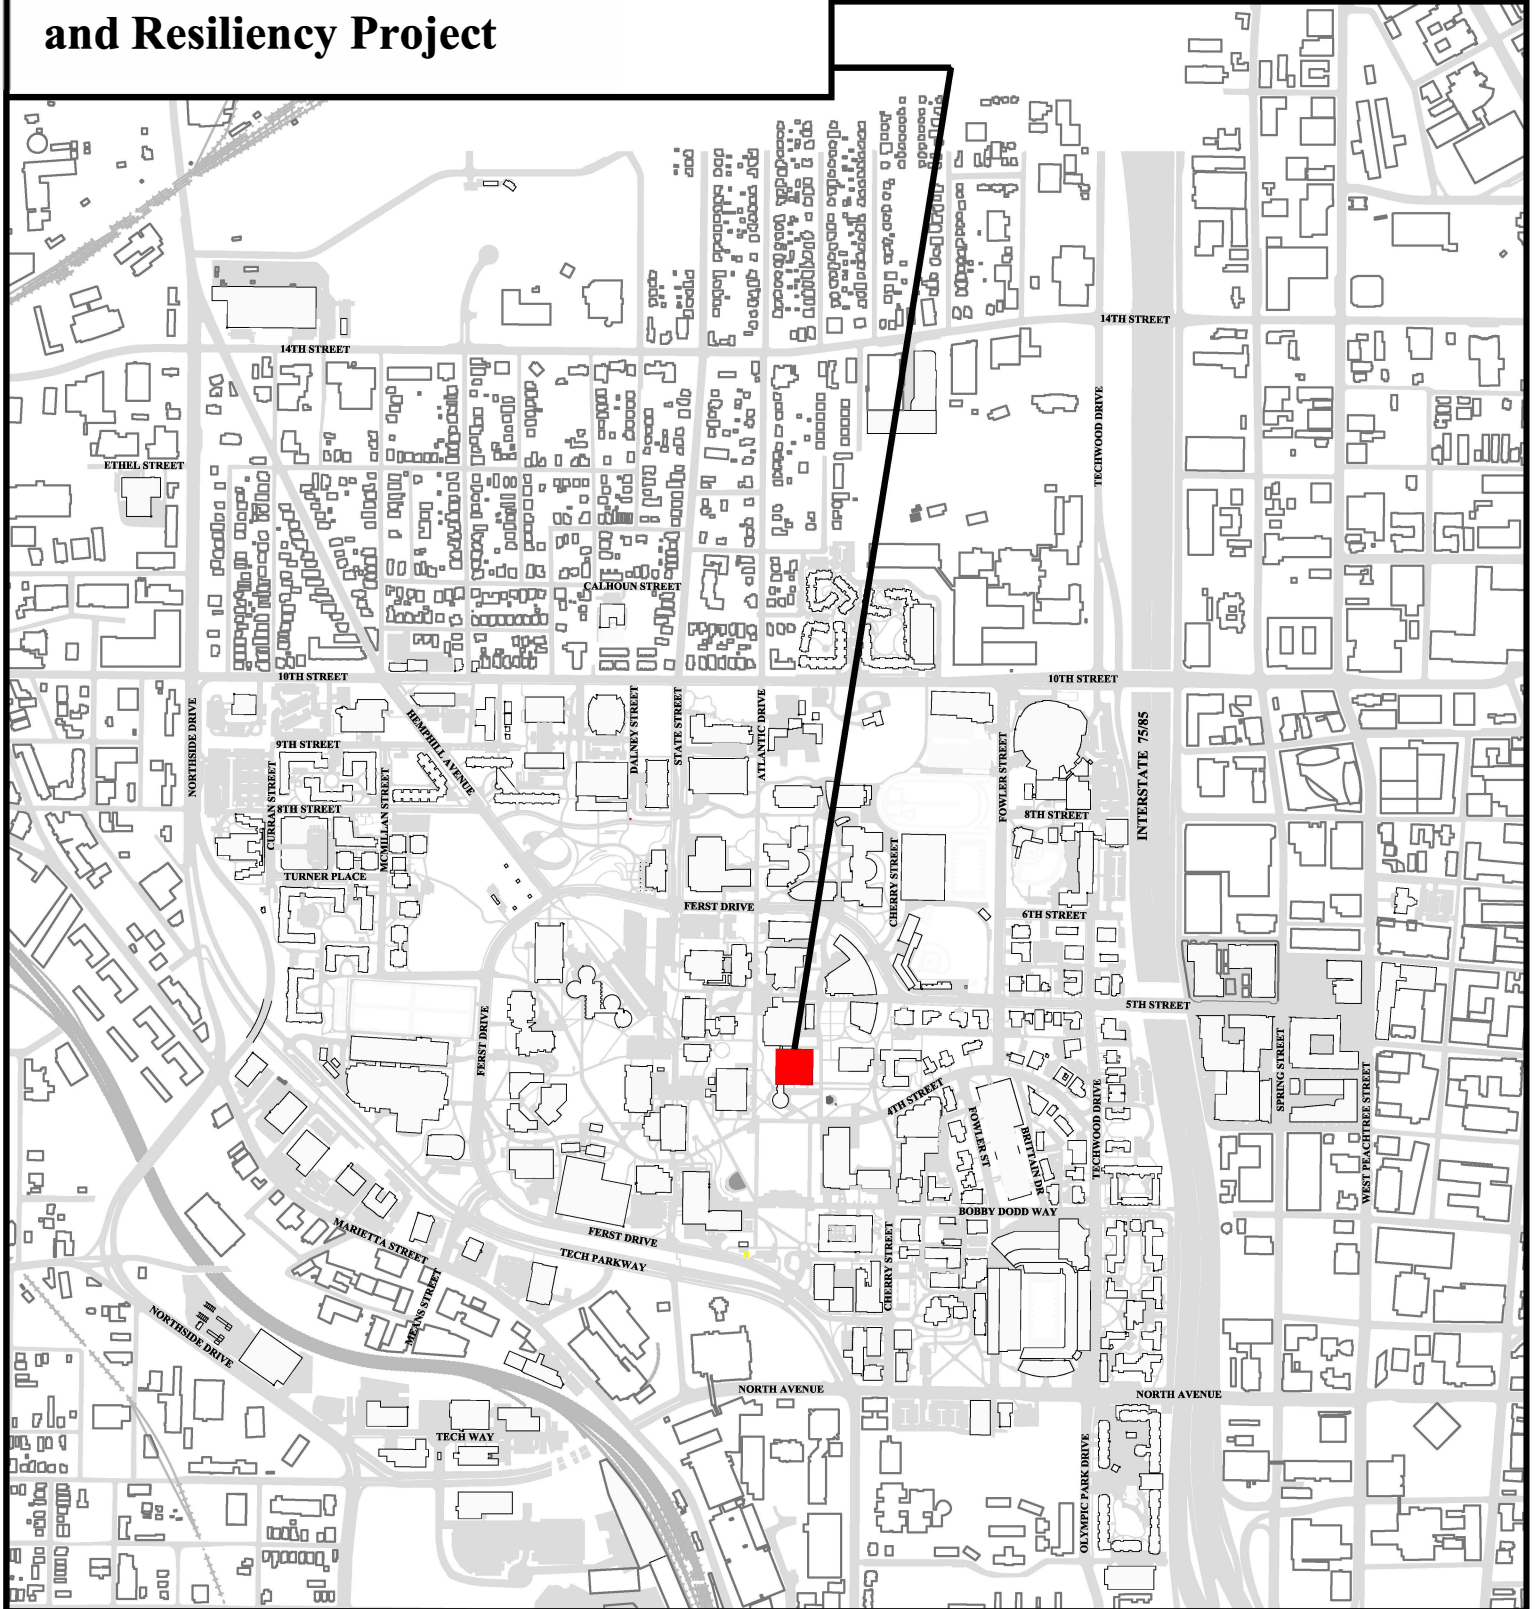 and Resiliency Project
14TH STREET
14TH STREET
TECHWOOD DRIVE
ETHEL STREET
CALHOUN STREET
10TH STREET
10TH STREET
NORTHSIDE DRIVE
HEMPHILL AVENUE
DALNEY STREET
STATE STREET
ATLANTIC DRIVE
FOWLER STREET
INTERSTATE 75/85
9TH STREET
CURRAN STREET
MCMILLAN STREET
8TH STREET
8TH STREET
TURNER PLACE
CHERRY STREET
FERST DRIVE
6TH STREET
5TH STREET
FERST DRIVE
SPRING STREET
WEST PEACHTREE STREET
4TH STREET
FOWLER ST
BRITTAIN DR
TECHWOOD DRIVE
BOBBY DODD WAY
MARIETTA STREET
FERST DRIVE
TECH PARKWAY
CHERRY STREET
MEANS STREET
NORTHSIDE DRIVE
NORTH AVENUE
NORTH AVENUE
TECH WAY
OLYMPIC PARK DRIVE